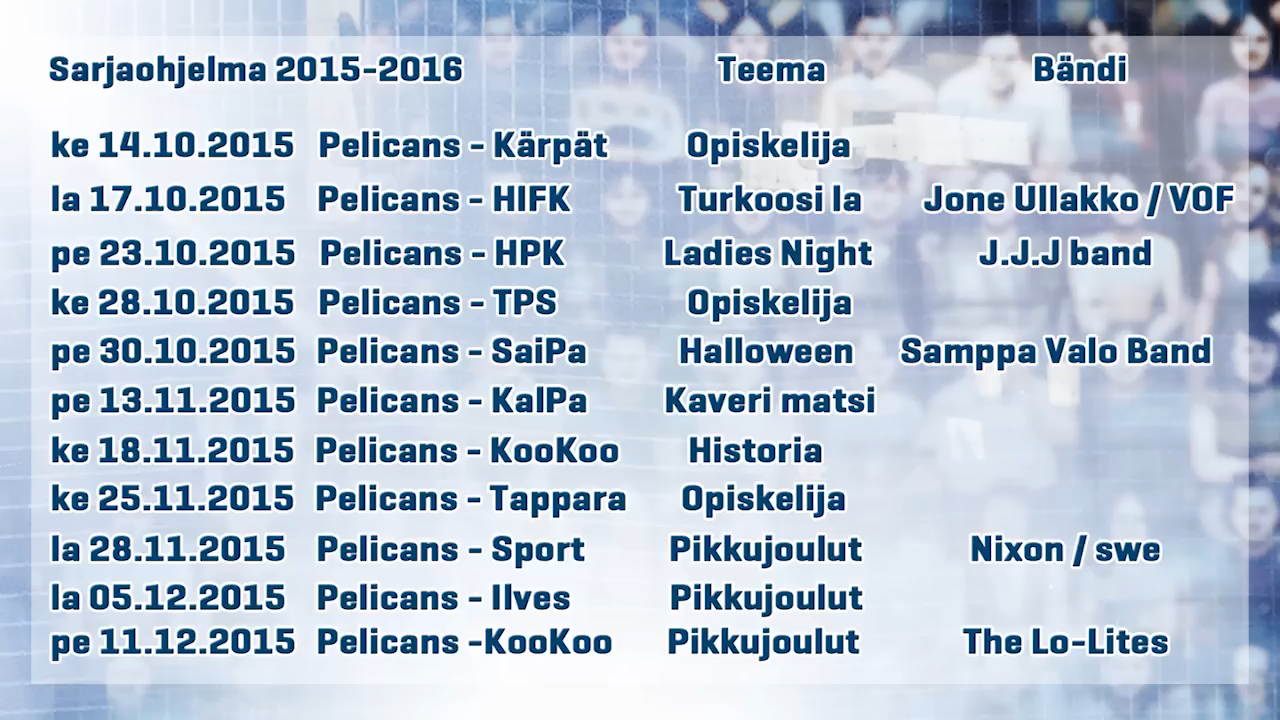 Sarjaohjelma 2015-2016 Teema Bändi
ke 14.10.2015 Pelicans - Kärpät Opiskelija
la 17.10.2015 Pelicans - HIFK Turkoosi la Jone Ullakko / VOF
pe 23.10.2015 Pelicans - HPK Ladies Night J.J.J band
ke 28.10.2015 Pelicans - TPS Opiskelija
pe 30.10.2015 Pelicans - SaiPa Halloween Samppa Valo Band
pe 13.11.2015 Pelicans - KalPa Kaveri matsi
ke 18.11.2015 Pelicans - KooKoo Historia
ke 25.11.2015 Pelicans - Tappara Opiskelija
la 28.11.2015 Pelicans - Sport Pikkujoulut Nixon / swe
la 05.12.2015 Pelicans - Ilves Pikkujoulut
pe 11.12.2015 Pelicans -KooKoo Pikkujoulut The Lo-Lites